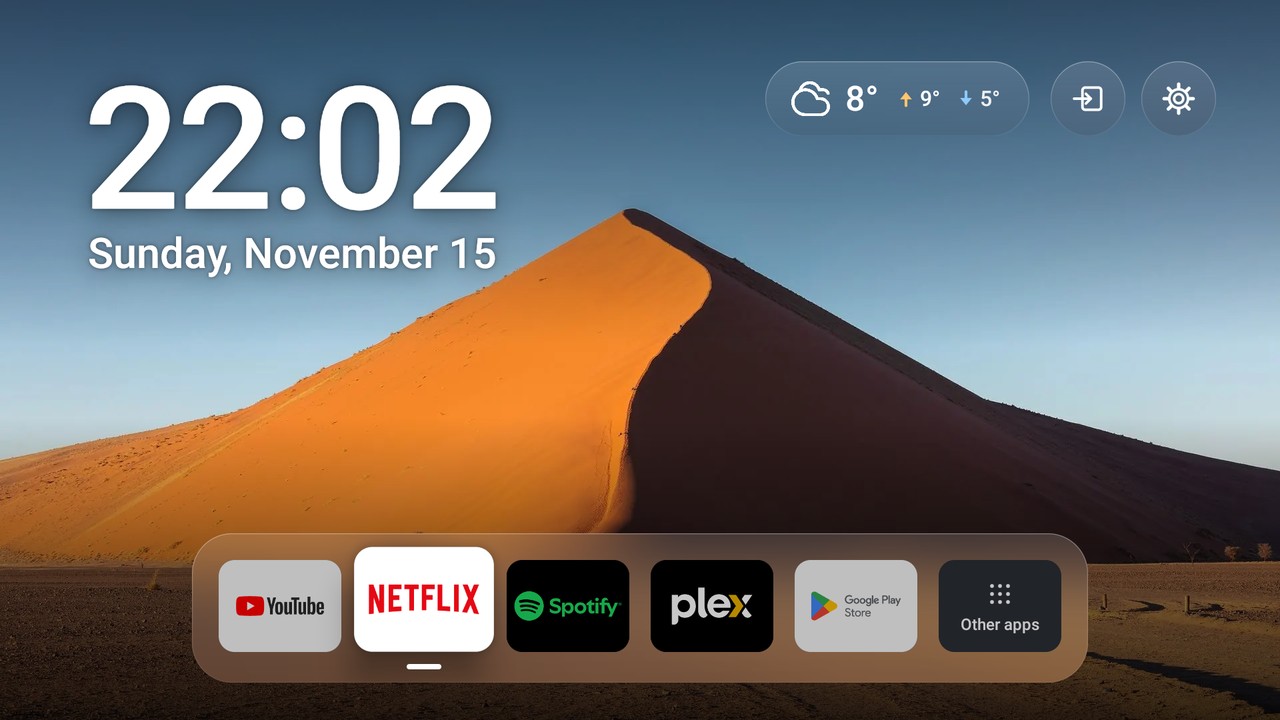 22:02
Sunday, November 15
8° 9° 5°
YouTube
NETFLIX
Spotify
plex
Google Play
Store
Other apps